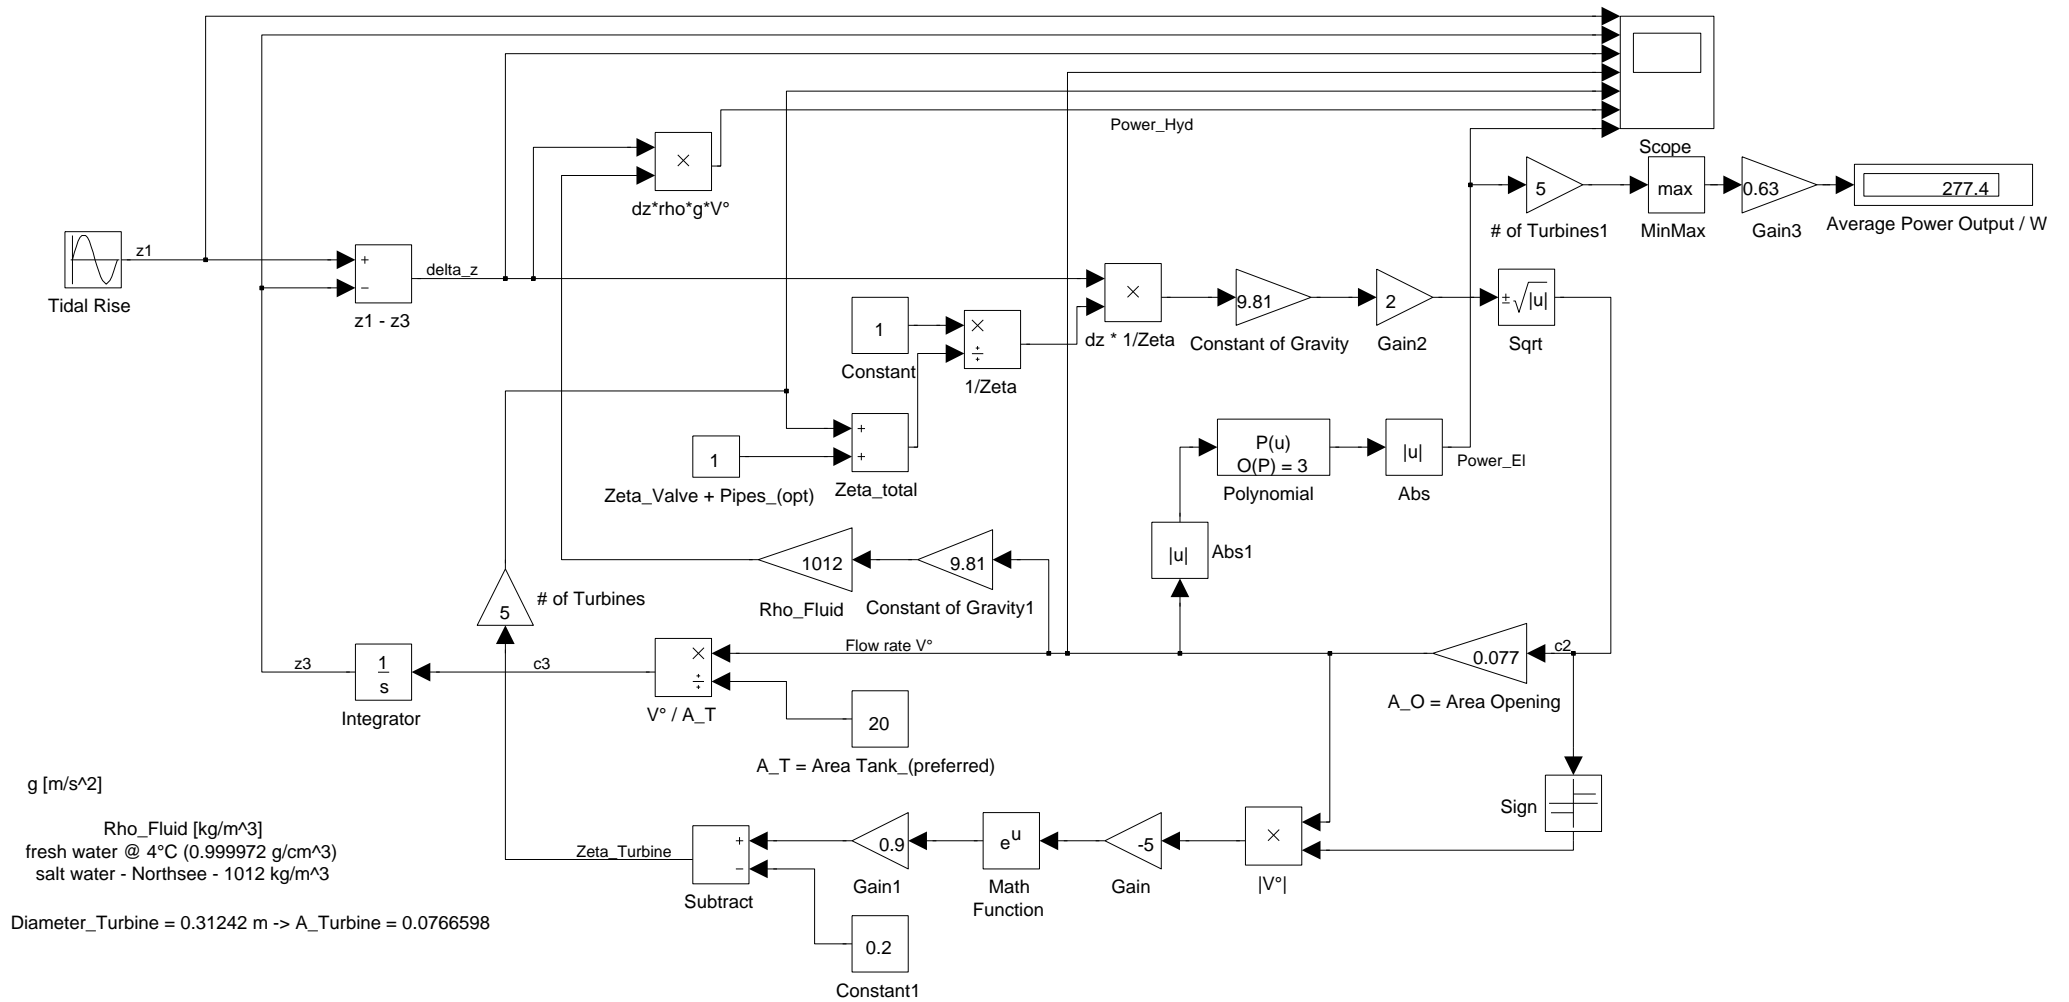 Power_Hyd
Scope
×
dz*rho*g*V°
5
# of Turbines1
max
MinMax
0.63
Gain3
277.4
Average Power Output / W
Tidal Rise
z1
+
−
z1 - z3
delta_z
1
Constant
×
÷
1/Zeta
×
dz * 1/Zeta
9.81
Constant of Gravity
2
Gain2
± √|u|
Sqrt
1
Zeta_Valve + Pipes_(opt)
+
+
Zeta_total
P(u)
O(P) = 3
Polynomial
|u|
Abs
Power_El
|u|
Abs1
1012
Rho_Fluid
9.81
Constant of Gravity1
5
# of Turbines
z3
1
s
Integrator
c3
×
÷
V° / A_T
Flow rate V°
20
A_T = Area Tank_(preferred)
0.077
A_O = Area Opening
c2
Sign
×
|V°|
-5
Gain
e^u
Math
Function
0.9
Gain1
+
−
Subtract
Zeta_Turbine
0.2
Constant1
g [m/s^2]
Rho_Fluid [kg/m^3]
fresh water @ 4°C (0.999972 g/cm^3)
salt water - Northsee - 1012 kg/m^3
Diameter_Turbine = 0.31242 m -> A_Turbine = 0.0766598